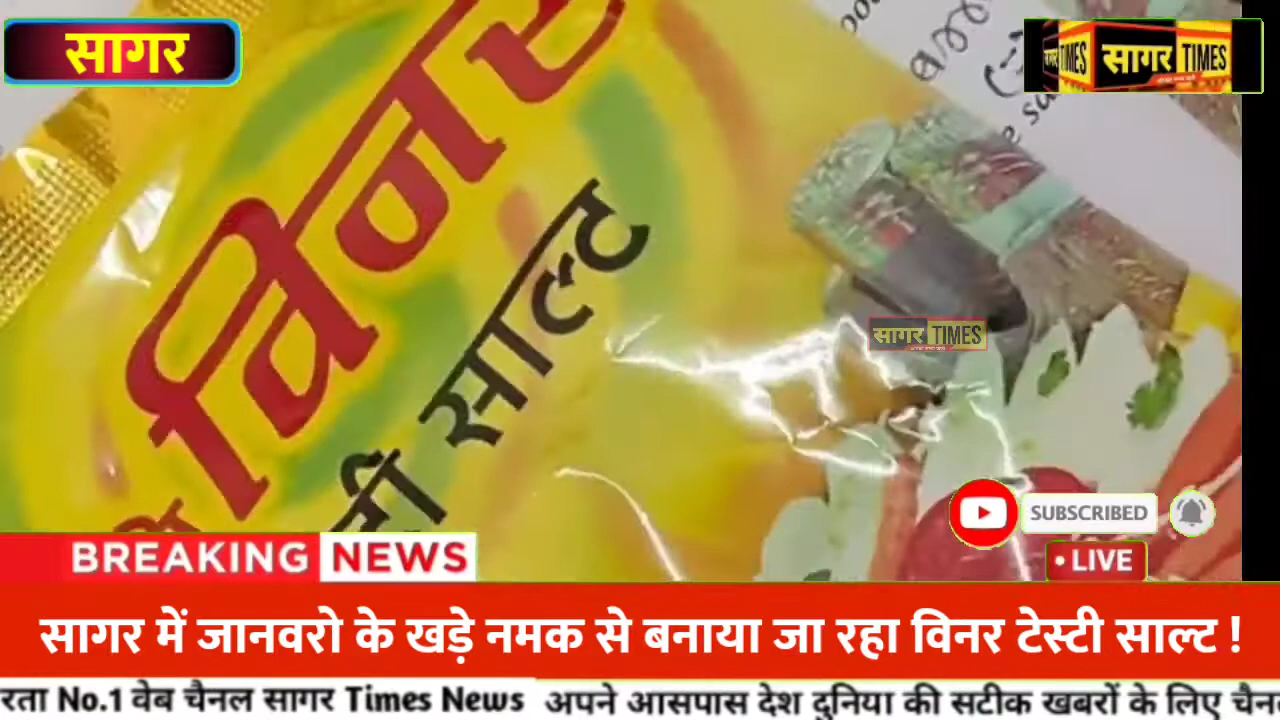 सागर
सागर TIMES
विनर
साल्ट
सागर TIMES
SUBSCRIBED
BREAKING NEWS
• LIVE
सागर में जानवरो के खड़े नमक से बनाया जा रहा विनर टेस्टी साल्ट !
रता No.1 वेब चैनल सागर Times News अपने आसपास देश दुनिया की सटीक खबरों के लिए चैन